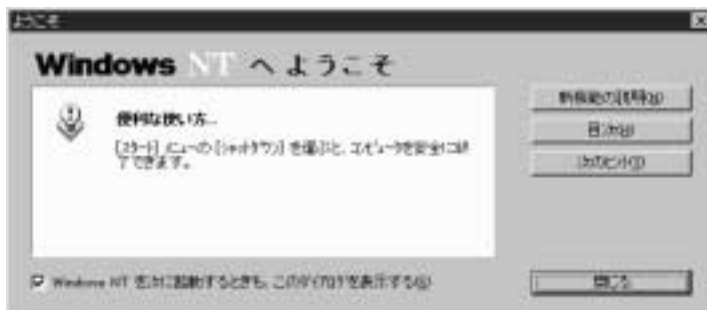 ようこそ
Windows NT へようこそ
便利な使い方...
[スタート] メニューの [シャットダウン] を選ぶと、コンピュータを安全に終
了できます。
新機能の説明(W)
目次(H)
次のヒント(T)
Windows NT を次に起動するときも、このダイアログを表示する(S)
閉じる